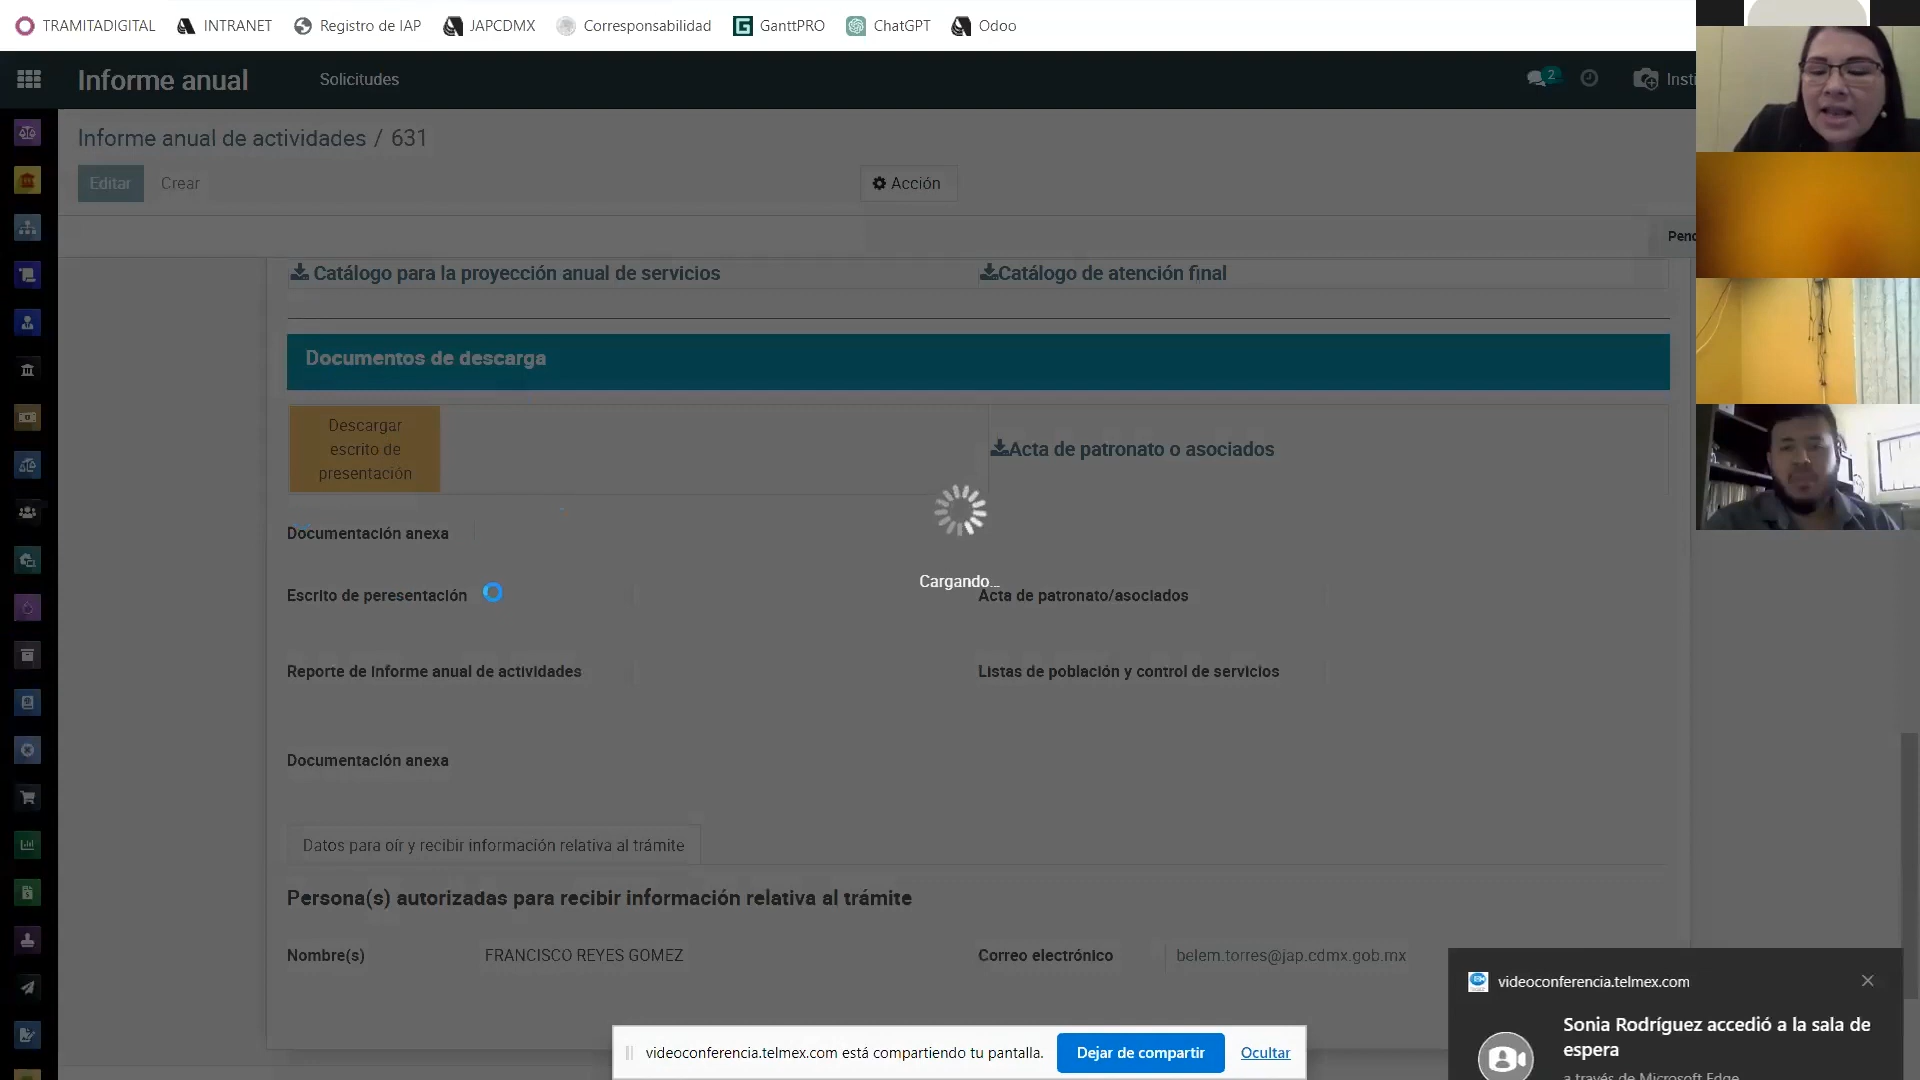 TRAMITADIGITAL INTRANET Registro de IAP JAPCDMX Corresponsabilidad GanttPRO ChatGPT Odoo
Informe anual Solicitudes 2 Insti
Informe anual de actividades / 631
Editar Crear Acción
Pend
Catálogo para la proyección anual de servicios Catálogo de atención final
Documentos de descarga
Descargar
escrito de
presentación
Acta de patronato o asociados
Documentación anexa
Cargando...
Escrito de peresentación Acta de patronato/asociados
Reporte de informe anual de actividades Listas de población y control de servicios
Documentación anexa
Datos para oír y recibir información relativa al trámite
Persona(s) autorizadas para recibir información relativa al trámite
Nombre(s) FRANCISCO REYES GOMEZ Correo electrónico belem.torres@jap.cdmx.gob.mx
videoconferencia.telmex.com
Sonia Rodríguez accedió a la sala de
espera
a través de Microsoft Edge
videoconferencia.telmex.com está compartiendo tu pantalla. Dejar de compartir Ocultar